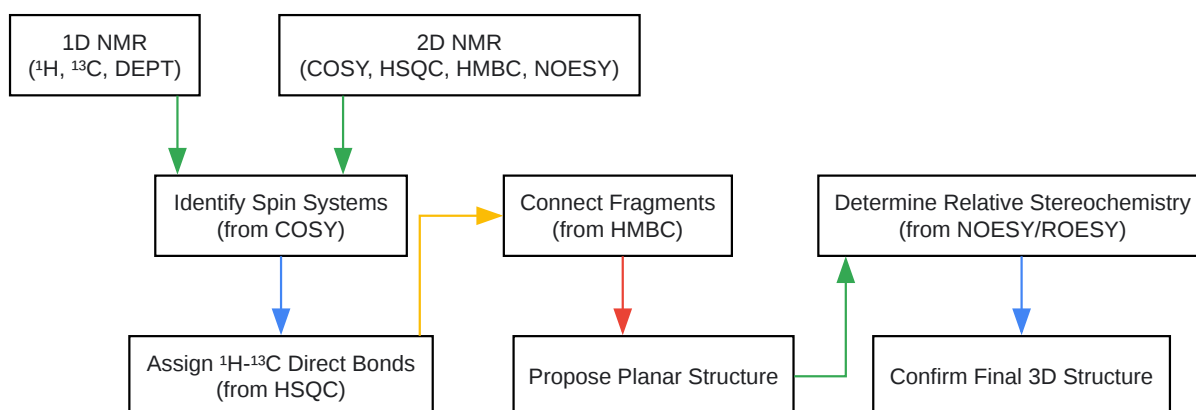 1D NMR
(¹H, ¹³C, DEPT)
2D NMR
(COSY, HSQC, HMBC, NOESY)
Identify Spin Systems
(from COSY)
Connect Fragments
(from HMBC)
Determine Relative Stereochemistry
(from NOESY/ROESY)
Assign ¹H-¹³C Direct Bonds
(from HSQC)
Propose Planar Structure
Confirm Final 3D Structure